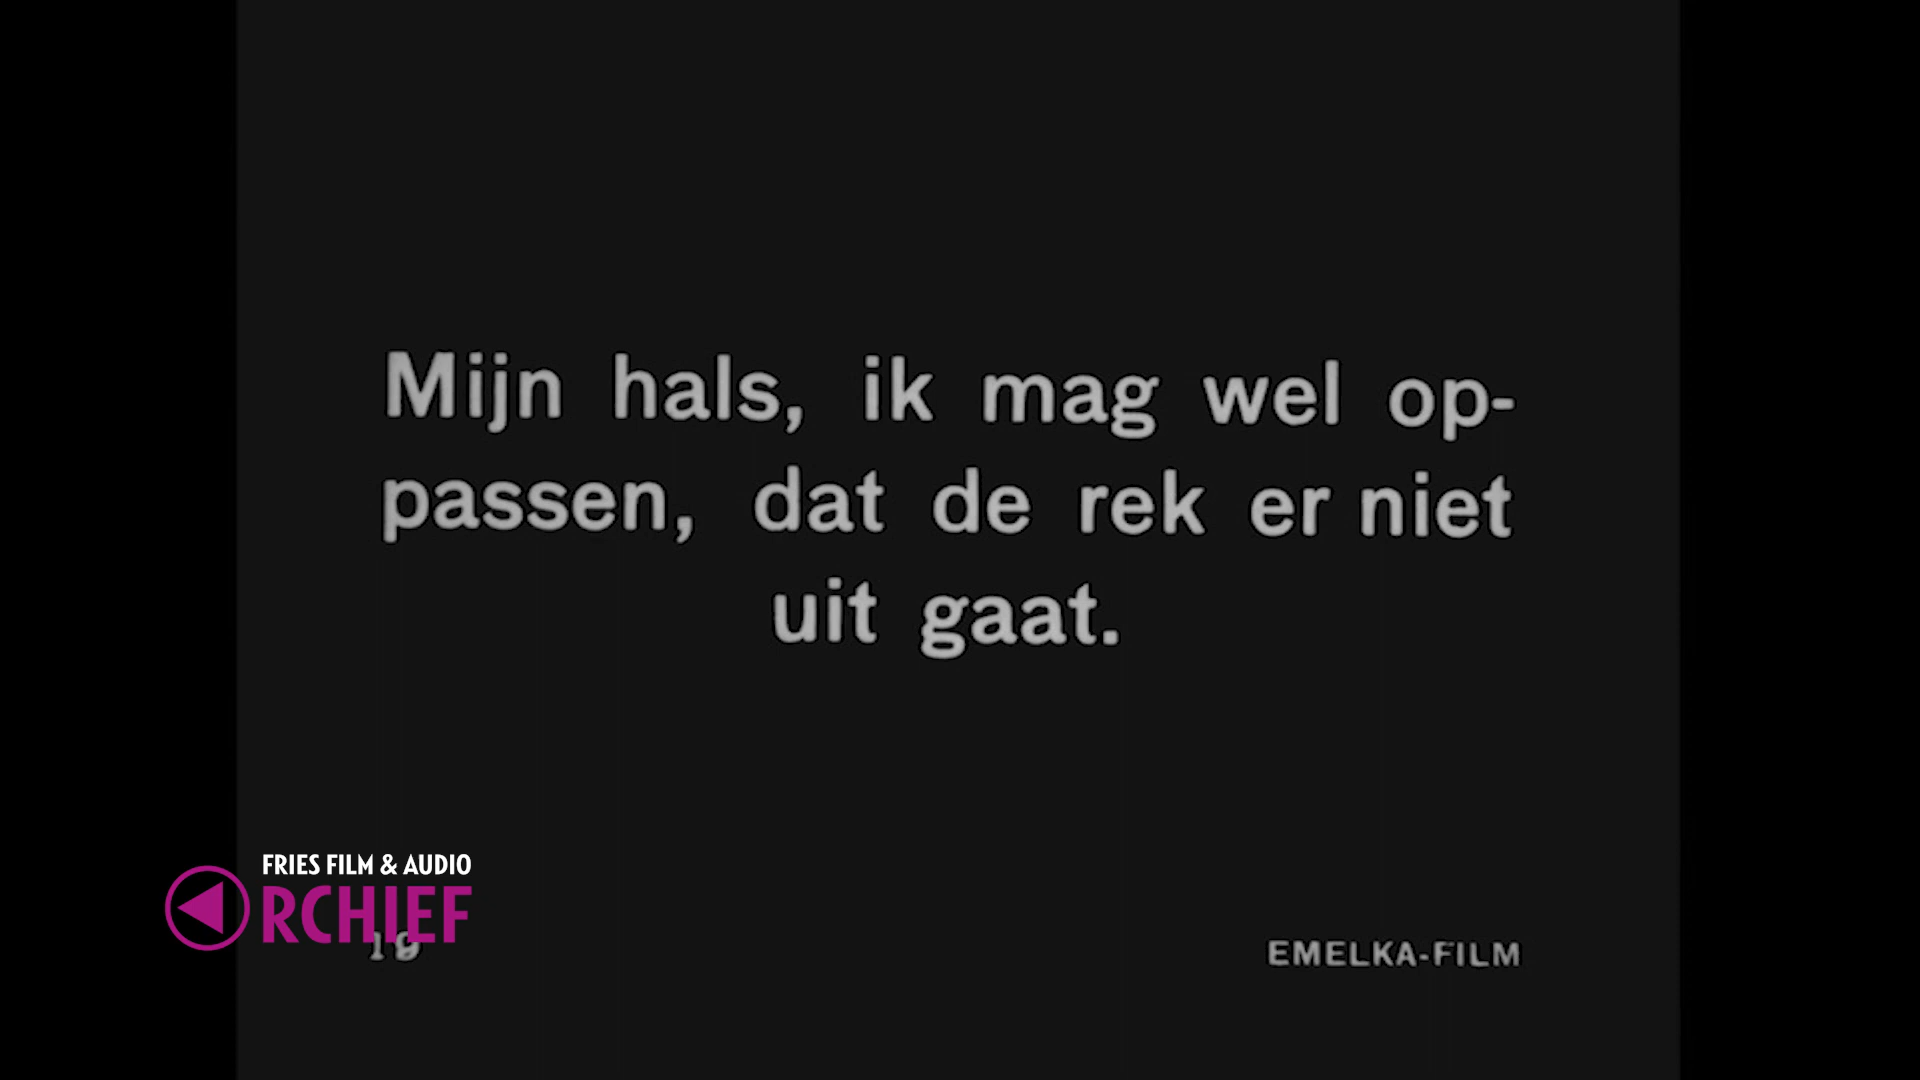 Mijn hals, ik mag wel op-
passen, dat de rek er niet
uit gaat.
FRIES FILM & AUDIO
RCHIEF
19
EMELKA-FILM